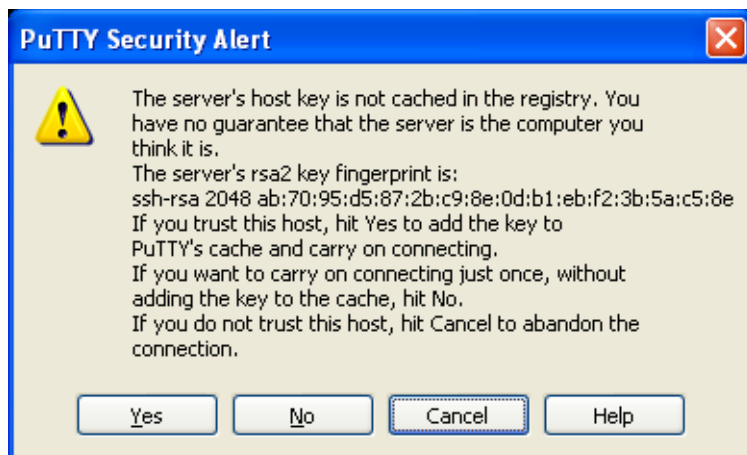 PuTTY Security Alert
The server's host key is not cached in the registry. You
have no guarantee that the server is the computer you
think it is.
The server's rsa2 key fingerprint is:
ssh-rsa 2048 ab:70:95:d5:87:2b:c9:8e:0d:b1:eb:f2:3b:5a:c5:8e
If you trust this host, hit Yes to add the key to
PuTTY's cache and carry on connecting.
If you want to carry on connecting just once, without
adding the key to the cache, hit No.
If you do not trust this host, hit Cancel to abandon the
connection.
Yes No Cancel Help